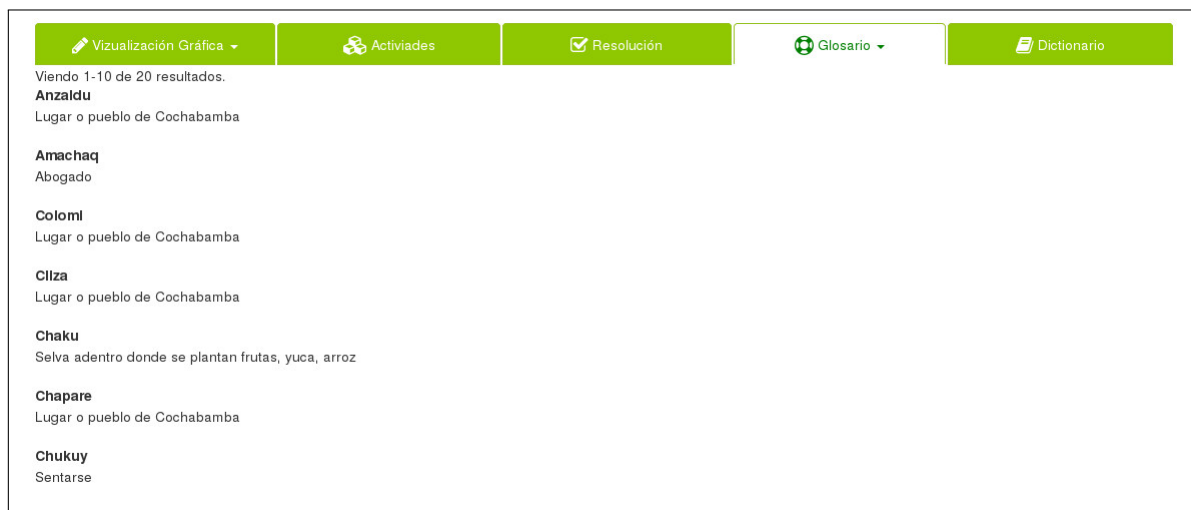 Vizualización Gráfica
Activiades
Resolución
Glosario
Dictionario
Viendo 1-10 de 20 resultados.
Anzaldu
Lugar o pueblo de Cochabamba
Amachaq
Abogado
Colomi
Lugar o pueblo de Cochabamba
Cliza
Lugar o pueblo de Cochabamba
Chaku
Selva adentro donde se plantan frutas, yuca, arroz
Chapare
Lugar o pueblo de Cochabamba
Chukuy
Sentarse